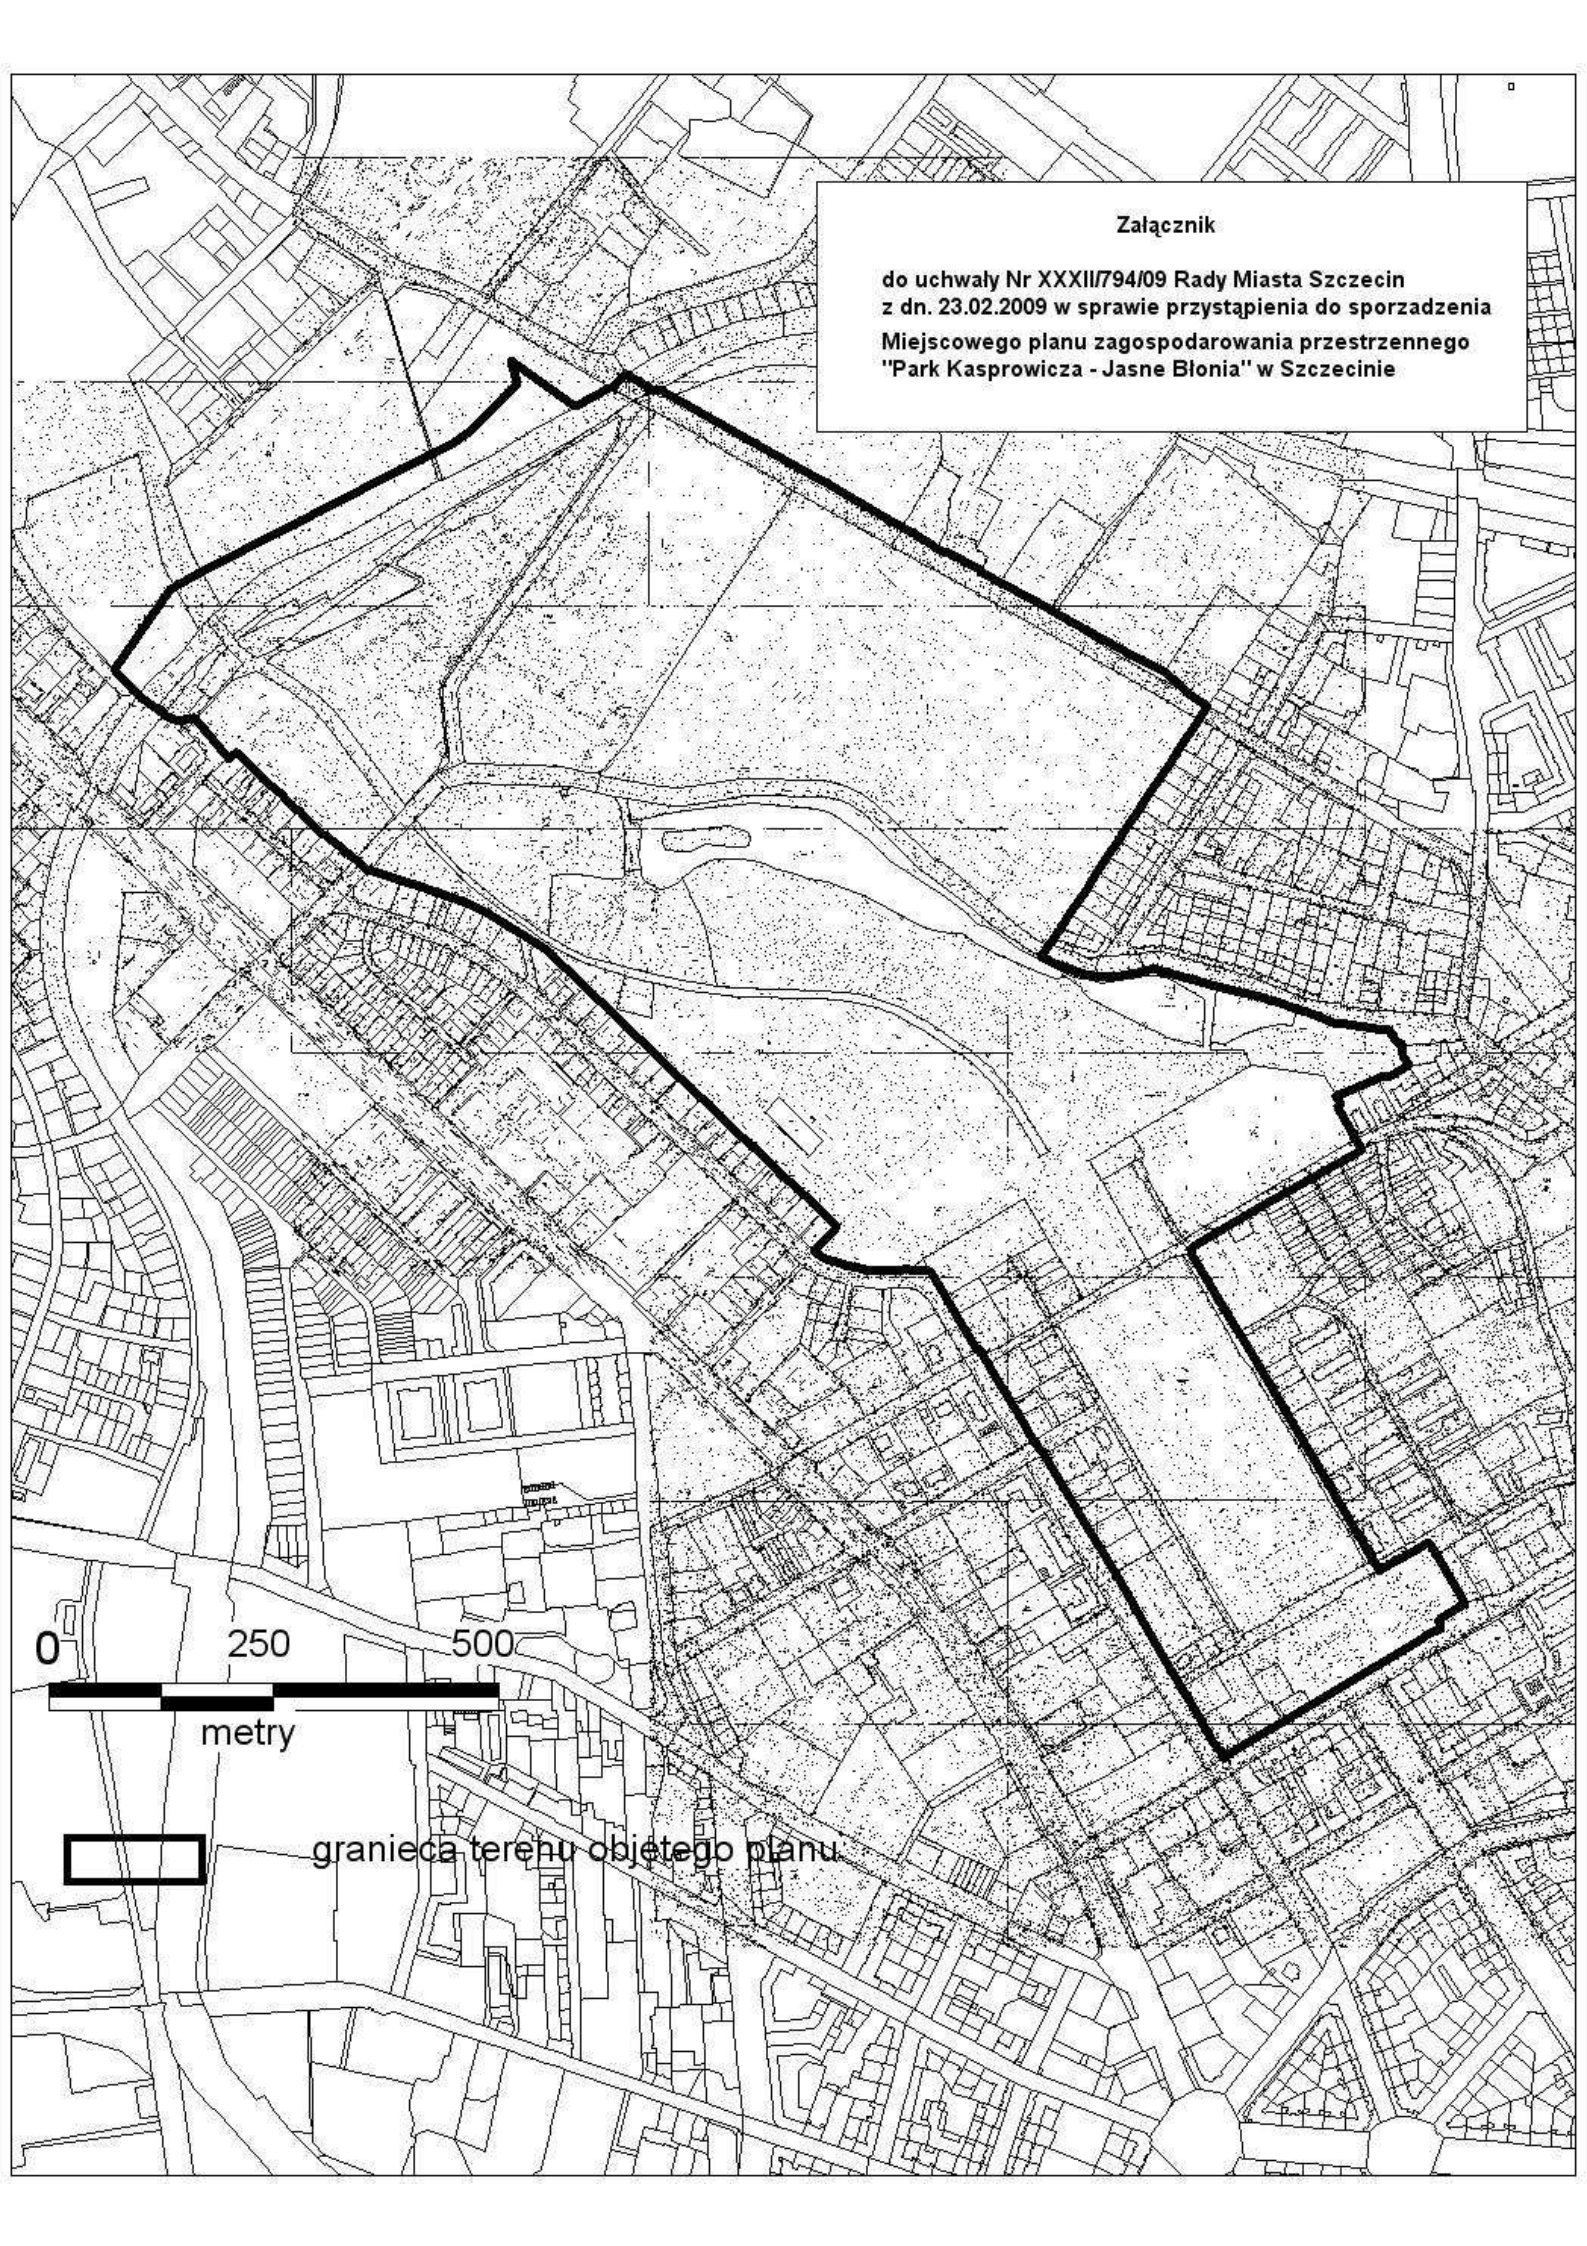 Załącznik
do uchwały Nr XXXII/794/09 Rady Miasta Szczecin
z dn. 23.02.2009 w sprawie przystąpienia do sporzadzenia
Miejscowego planu zagospodarowania przestrzennego
"Park Kasprowicza - Jasne Błonia" w Szczecinie
0 250 500
metry
granieca terenu objętego planu